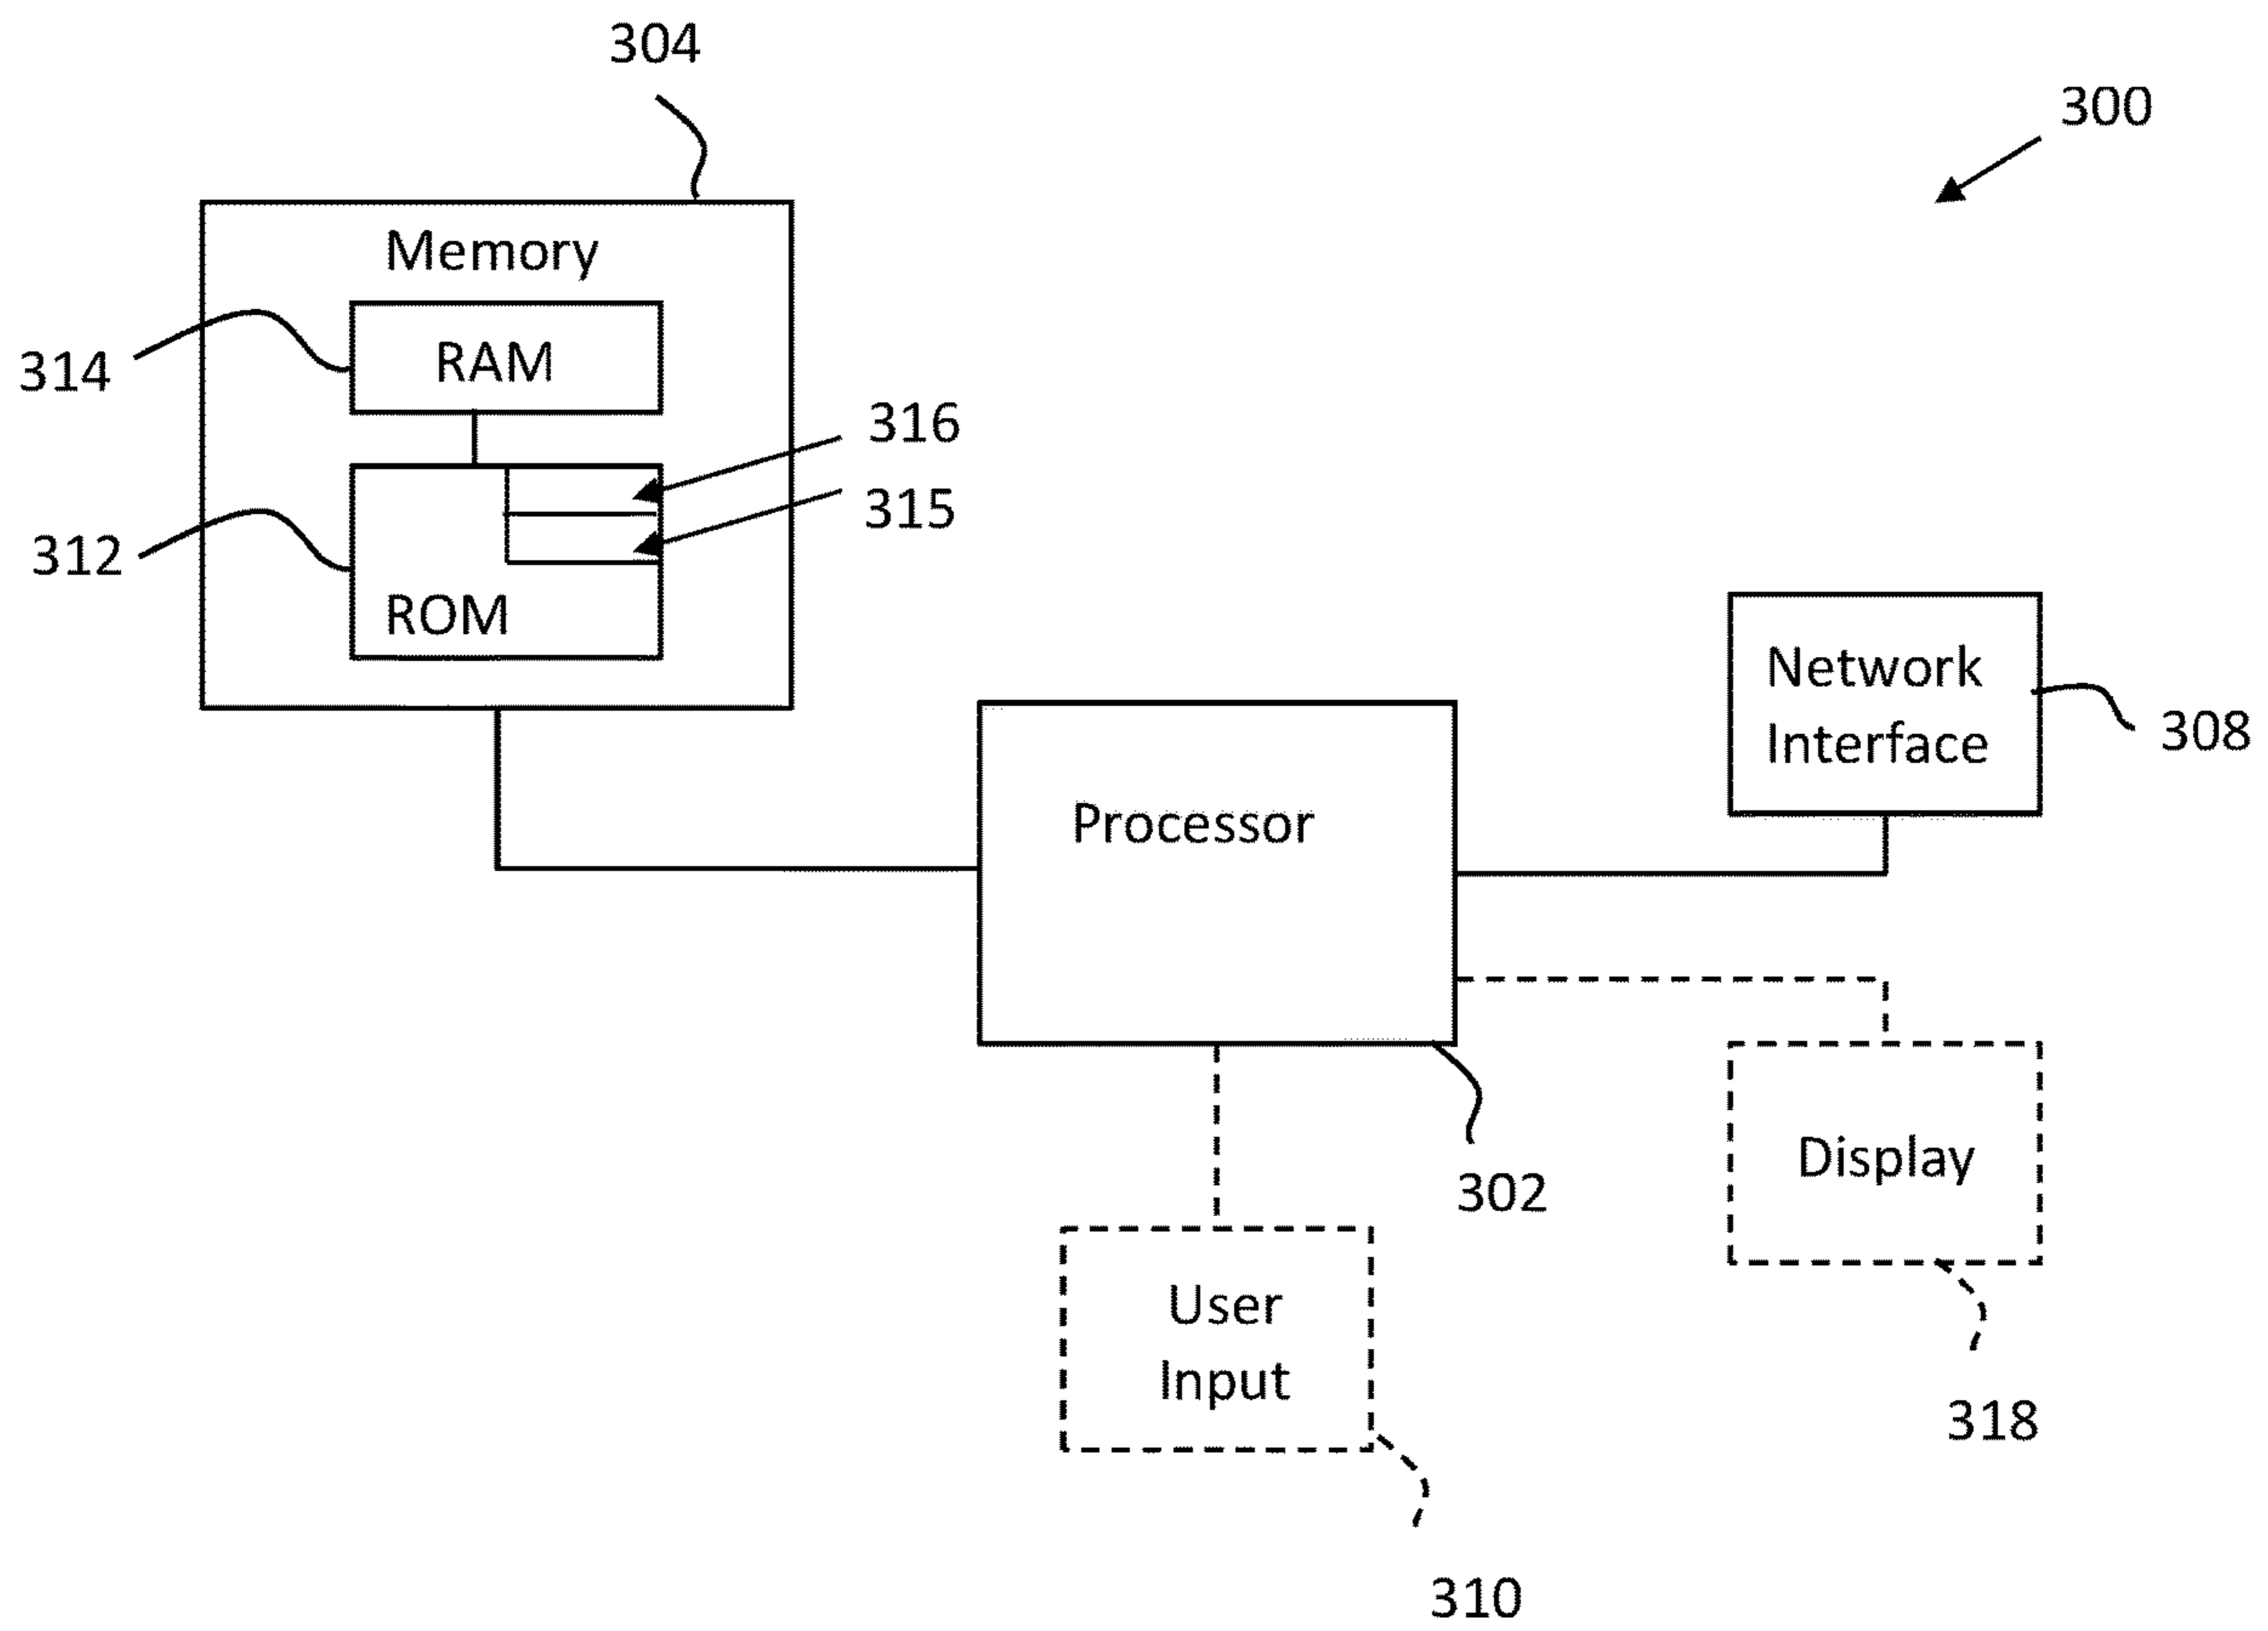 304
300
Memory
RAM
314
316
315
312
ROM
Network
Interface
308
Processor
Display
302
User
Input
318
310